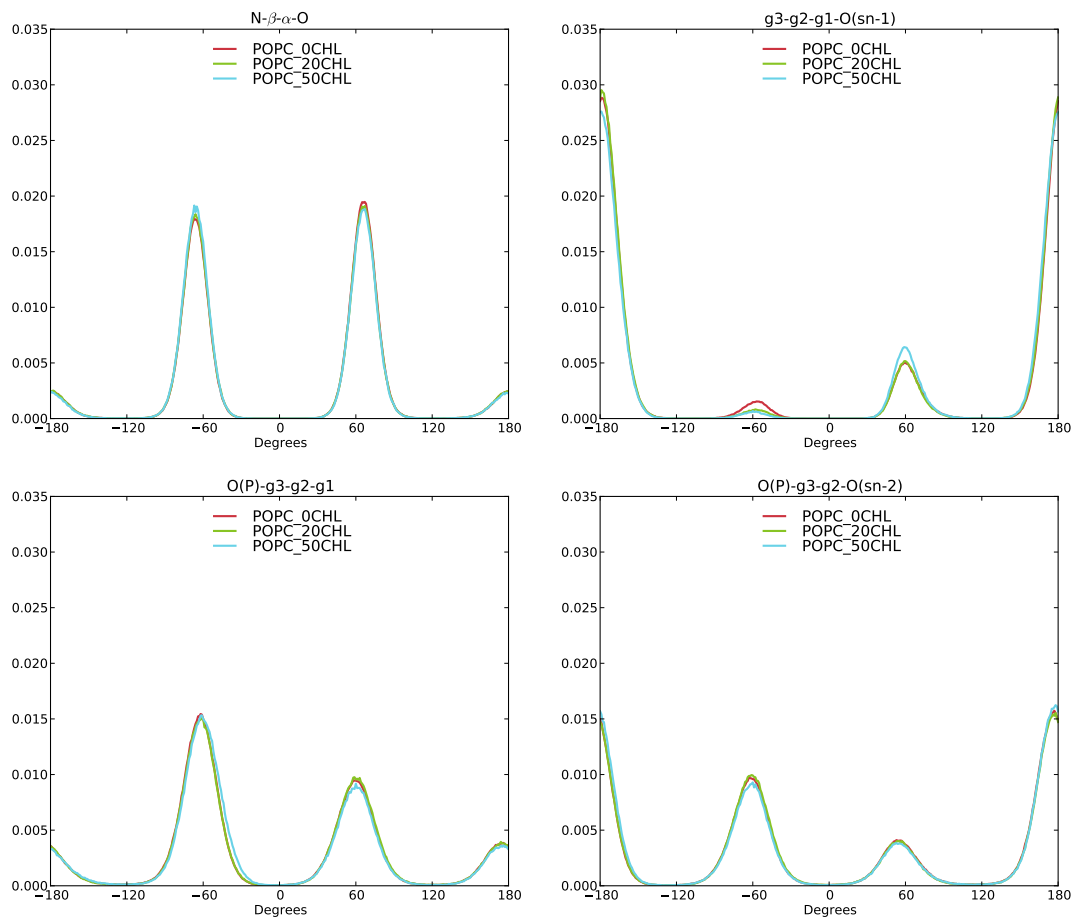 N-β-α-O
POPC_0CHL
POPC_20CHL
POPC_50CHL
0.035
0.030
0.025
0.020
0.015
0.010
0.005
0.000
−180 −120 −60 0 60 120 180
Degrees
g3-g2-g1-O(sn-1)
POPC_0CHL
POPC_20CHL
POPC_50CHL
0.035
0.030
0.025
0.020
0.015
0.010
0.005
0.000
−180 −120 −60 0 60 120 180
Degrees
O(P)-g3-g2-g1
POPC_0CHL
POPC_20CHL
POPC_50CHL
0.035
0.030
0.025
0.020
0.015
0.010
0.005
0.000
−180 −120 −60 0 60 120 180
Degrees
O(P)-g3-g2-O(sn-2)
POPC_0CHL
POPC_20CHL
POPC_50CHL
0.035
0.030
0.025
0.020
0.015
0.010
0.005
0.000
−180 −120 −60 0 60 120 180
Degrees